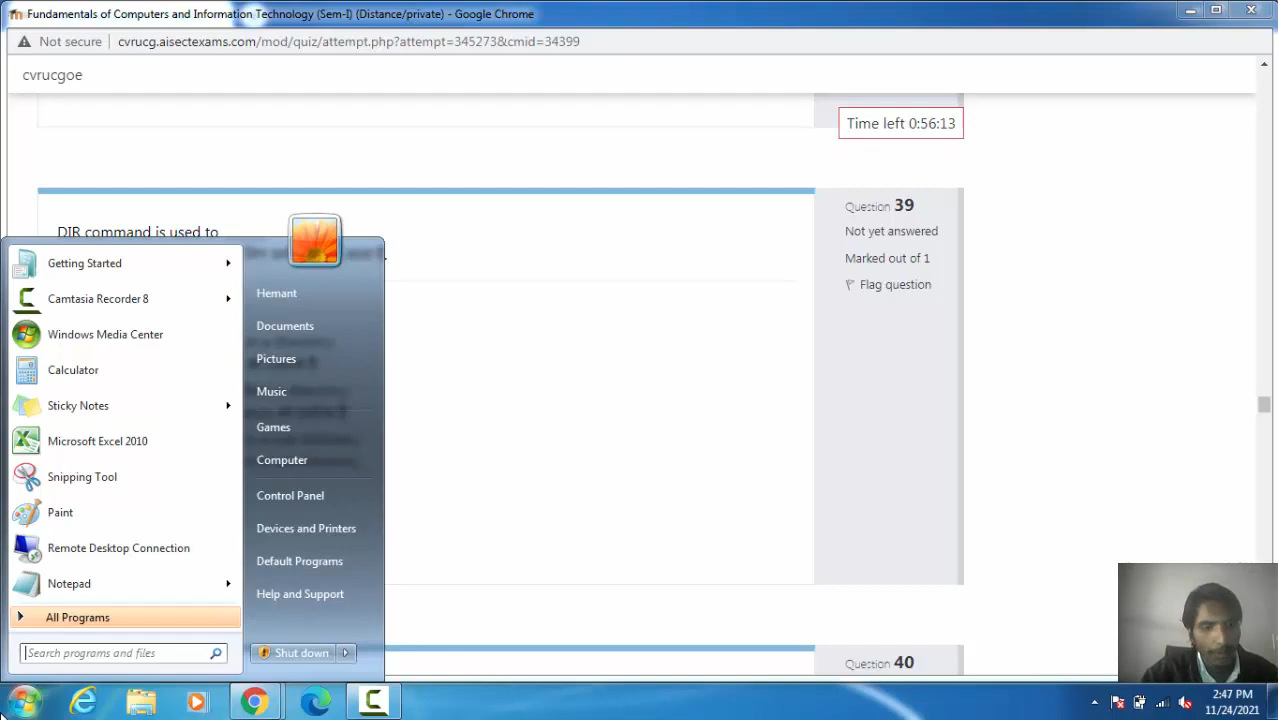 Fundamentals of Computers and Information Technology (Sem-I) (Distance/private) - Google Chrome
Not secure | cvrucg.aisectexams.com/mod/quiz/attempt.php?attempt=345273&cmid=34399
cvrucgoe
Time left 0:56:13
Question 39
Not yet answered
Marked out of 1
Flag question
DIR command is used to
Getting Started
Camtasia Recorder 8
Windows Media Center
Calculator
Sticky Notes
Microsoft Excel 2010
Snipping Tool
Paint
Remote Desktop Connection
Notepad
All Programs
Search programs and files
Hemant
Documents
Pictures
Music
Games
Computer
Control Panel
Devices and Printers
Default Programs
Help and Support
Shut down
Question 40
2:47 PM
11/24/2021